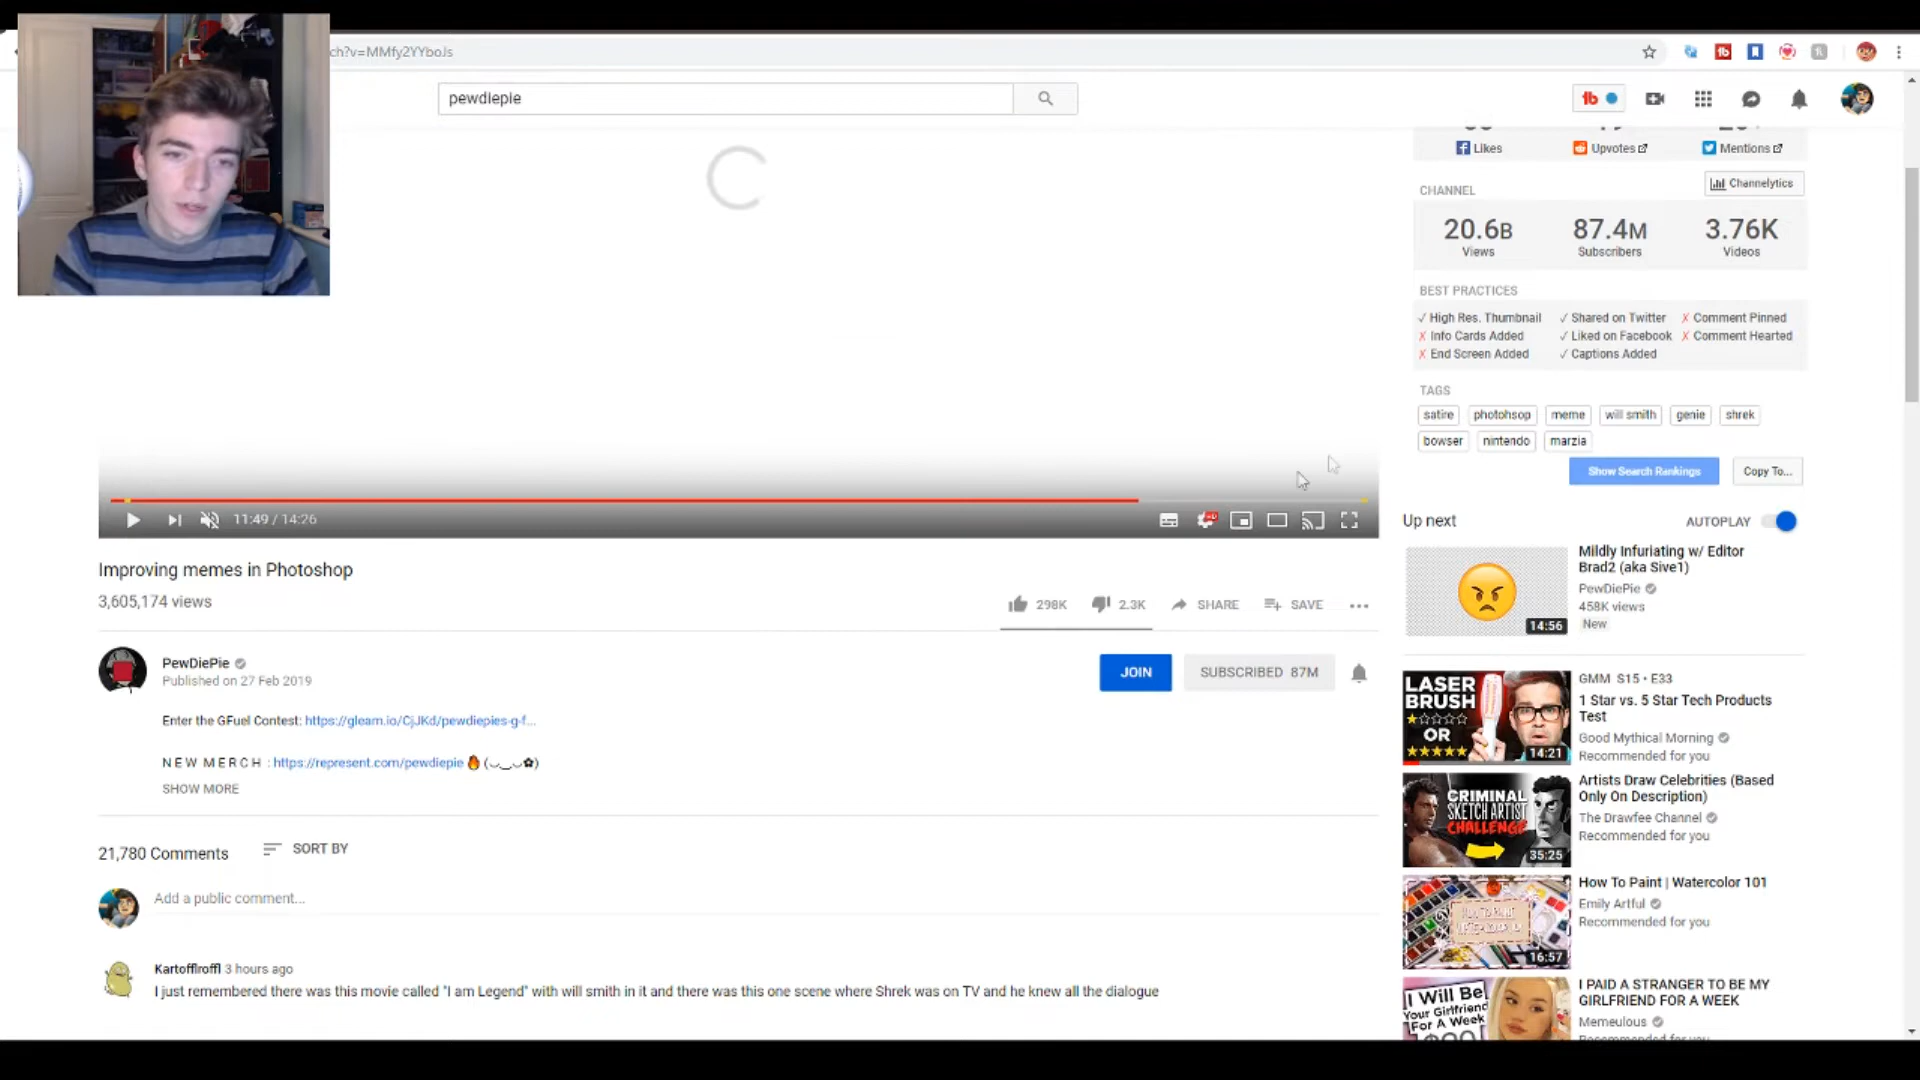 ch?v=MMfy2YYboJs
pewdiepie
Likes
Upvotes
Mentions
CHANNEL
Channelytics
20.6B
87.4M
3.76K
Views
Subscribers
Videos
BEST PRACTICES
✓ High Res. Thumbnail ✓ Shared on Twitter ✗ Comment Pinned
✗ Info Cards Added ✓ Liked on Facebook ✗ Comment Hearted
✗ End Screen Added ✓ Captions Added
TAGS
satire photohsop meme will smith genie shrek
bowser nintendo marzia
Show Search Rankings Copy To...
11:49 / 14:26
Improving memes in Photoshop
3,605,174 views
298K 2.3K SHARE SAVE
PewDiePie
Published on 27 Feb 2019
JOIN SUBSCRIBED 87M
Enter the GFuel Contest: https://gleam.io/CjJKd/pewdiepies-g-f...
N E W M E R C H : https://represent.com/pewdiepie 🔥 (◡‿◡✿)
SHOW MORE
21,780 Comments SORT BY
Add a public comment...
Kartofflroffl 3 hours ago
I just remembered there was this movie called "I am Legend" with will smith in it and there was this one scene where Shrek was on TV and he knew all the dialogue
Up next AUTOPLAY
Mildly Infuriating w/ Editor
Brad2 (aka Sive1)
PewDiePie
458K views
New
14:56
LASER
BRUSH
OR
14:21
GMM S15 • E33
1 Star vs. 5 Star Tech Products
Test
Good Mythical Morning
Recommended for you
CRIMINAL
SKETCH ARTIST
CHALLENGE
35:25
Artists Draw Celebrities (Based
Only On Description)
The Drawfee Channel
Recommended for you
16:57
How To Paint | Watercolor 101
Emily Artful
Recommended for you
I Will Be
Your Girlfriend
For A Week
I PAID A STRANGER TO BE MY
GIRLFRIEND FOR A WEEK
Memeulous
Recommended for you